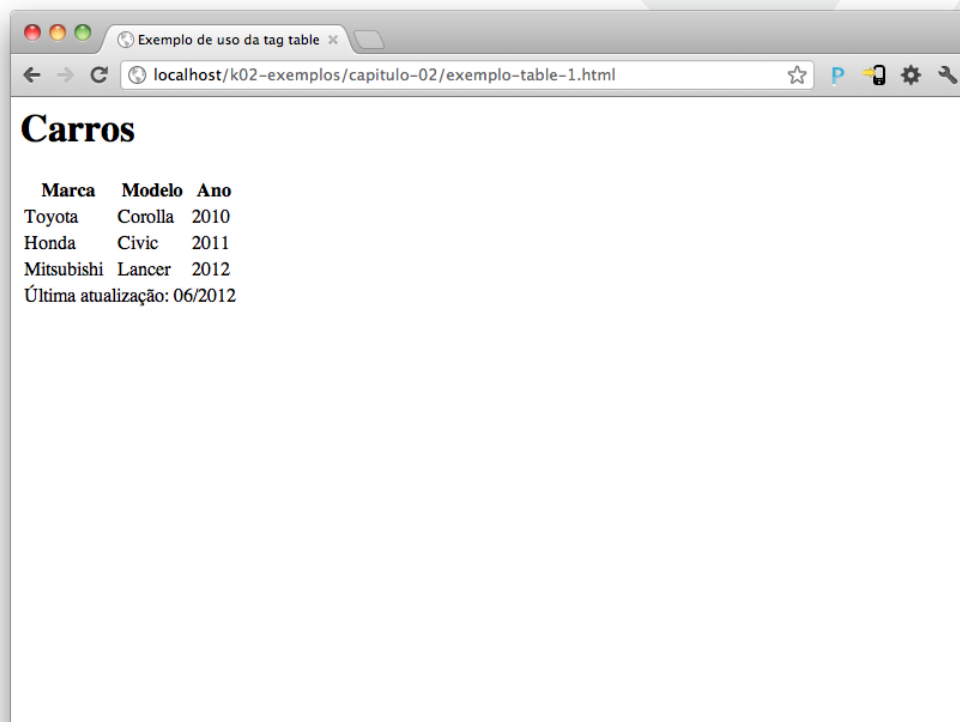 Exemplo de uso da tag table
localhost/k02-exemplos/capitulo-02/exemplo-table-1.html
P
Carros
Marca Modelo Ano
Toyota Corolla 2010
Honda Civic 2011
Mitsubishi Lancer 2012
Última atualização: 06/2012